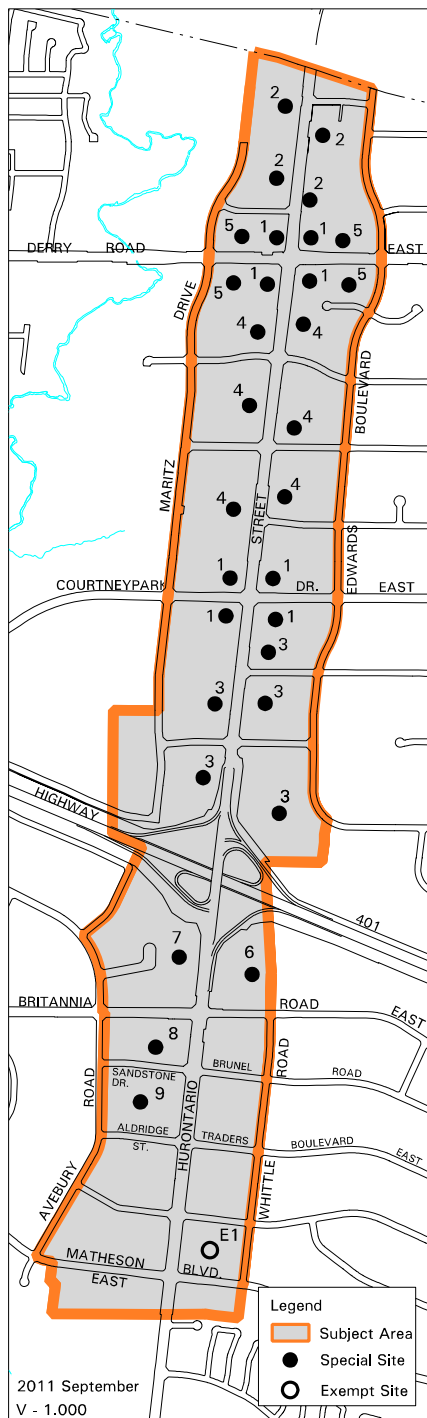 2
2
2
2
5 1 1 5
DERRY ROAD EAST
5 1 1 5
DRIVE
4 4
BOULEVARD
4
4
MARITZ
4 4
STREET
EDWARDS
1 1
COURTNEYPARK DR. EAST
1 1
3
3 3
3
3
HIGHWAY
401
7
6
BRITANNIA ROAD EAST
8
BRUNEL ROAD
SANDSTONE
DR.
ROAD
ROAD
9
HURONTARIO
ALDRIDGE
ST.
TRADERS BOULEVARD EAST
AVEBURY
WHITTLE
E1
MATHESON BLVD.
EAST
Legend
Subject Area
Special Site
Exempt Site
2011 September
V - 1.000